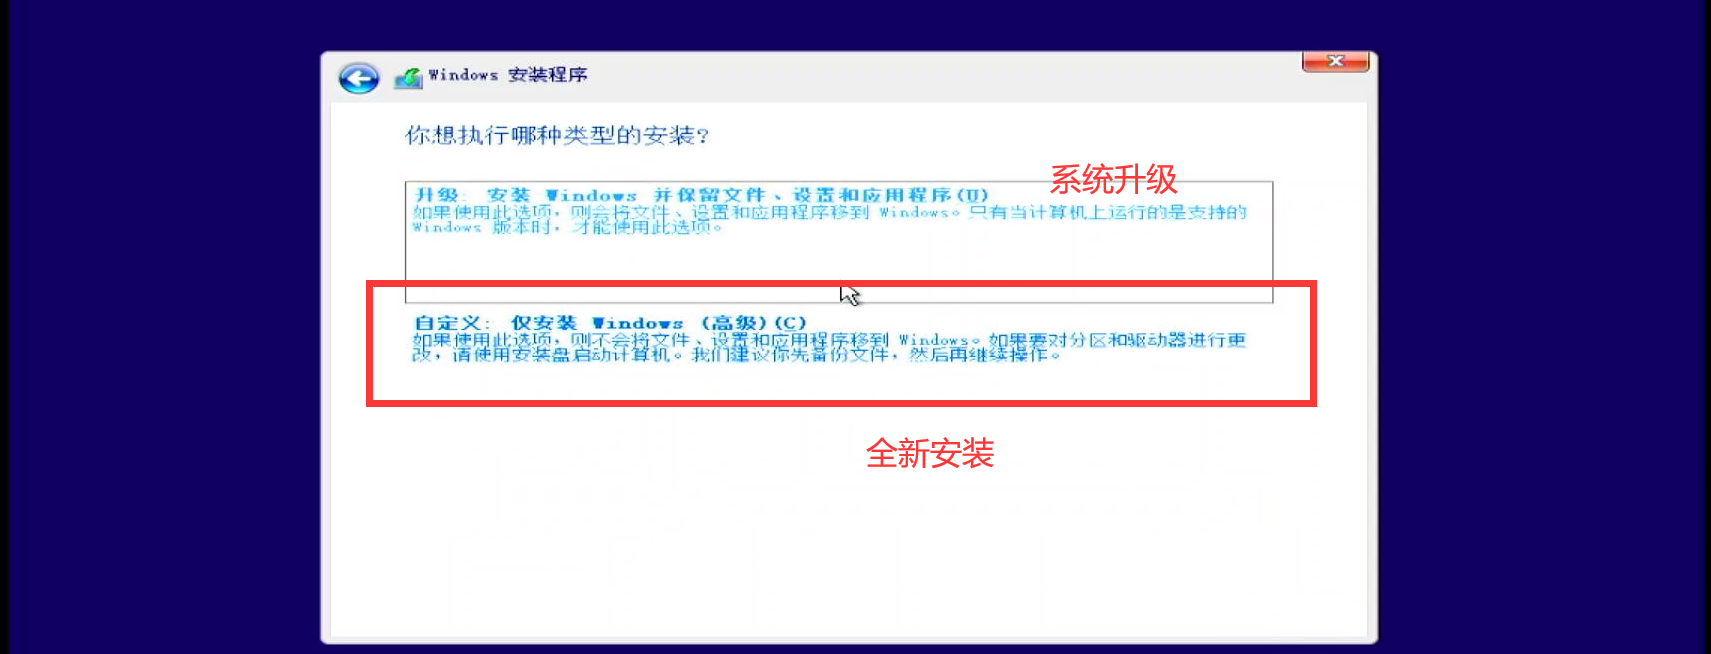 Windows 安装程序
你想执行哪种类型的安装?
系统升级
升级: 安装 Windows 并保留文件、设置和应用程序(U)
如果使用此选项，则会将文件、设置和应用程序移到 Windows。只有当计算机上运行的是支持的
Windows 版本时，才能使用此选项。
自定义: 仅安装 Windows (高级)(C)
如果使用此选项，则不会将文件、设置和应用程序移到 Windows。如果要对分区和驱动器进行更
改，请使用安装盘启动计算机。我们建议你先备份文件，然后再继续操作。
全新安装